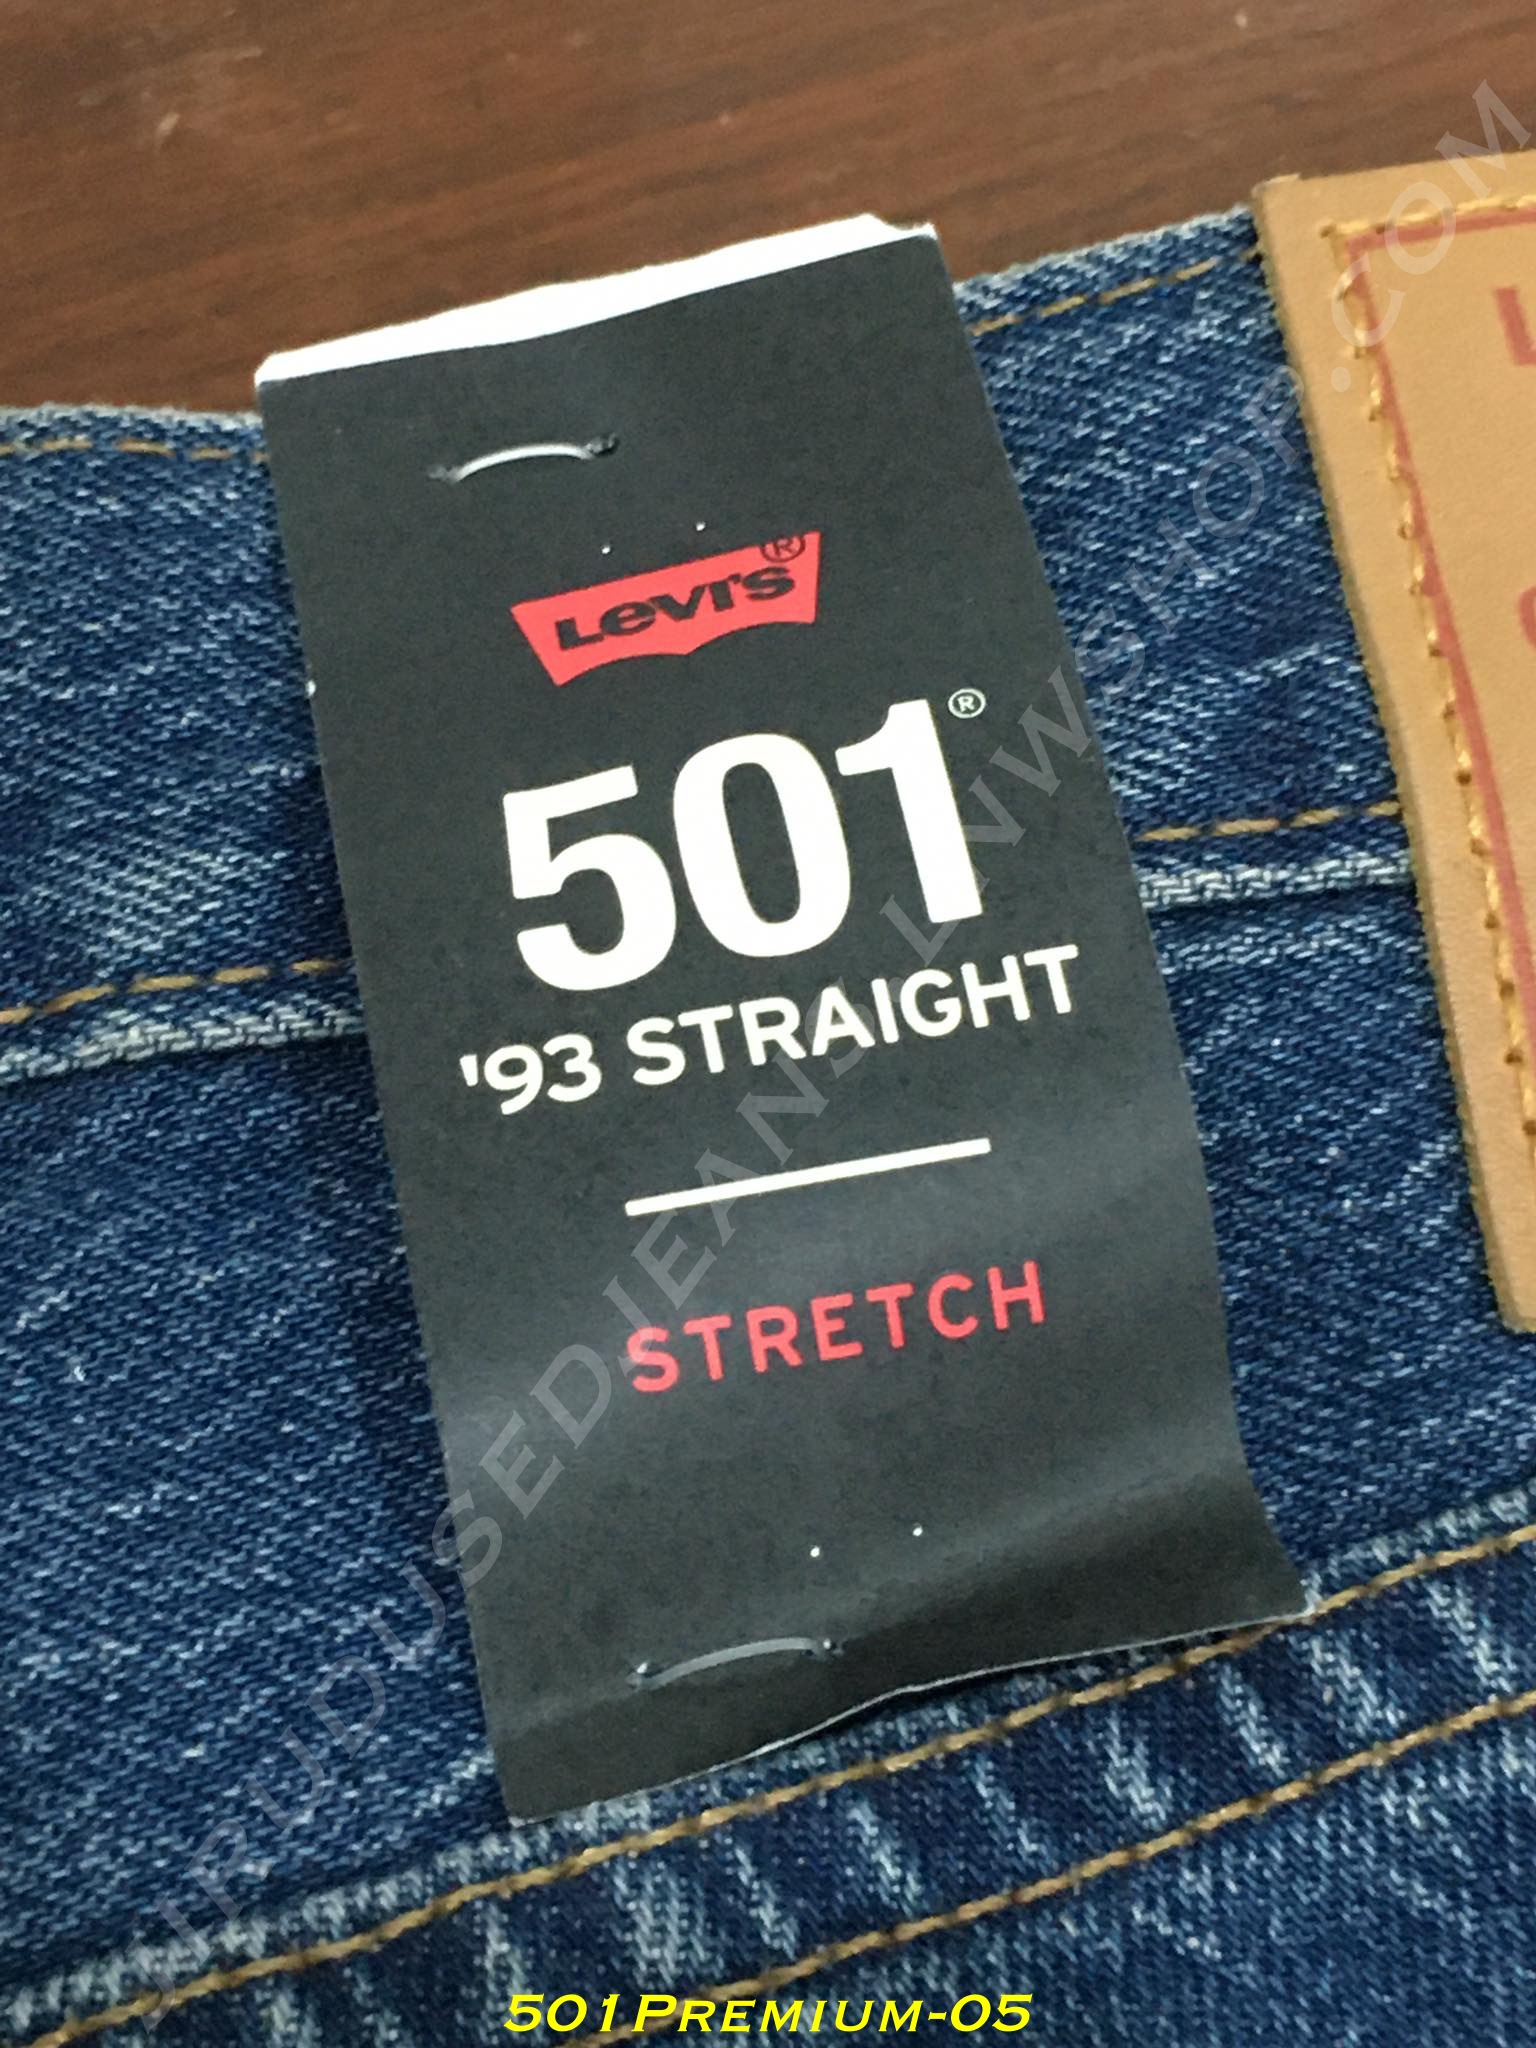 Levi's®
501®
'93 STRAIGHT
STRETCH
JIRUDUSEDJEANS.LNWSHOP.COM
501Premium-05